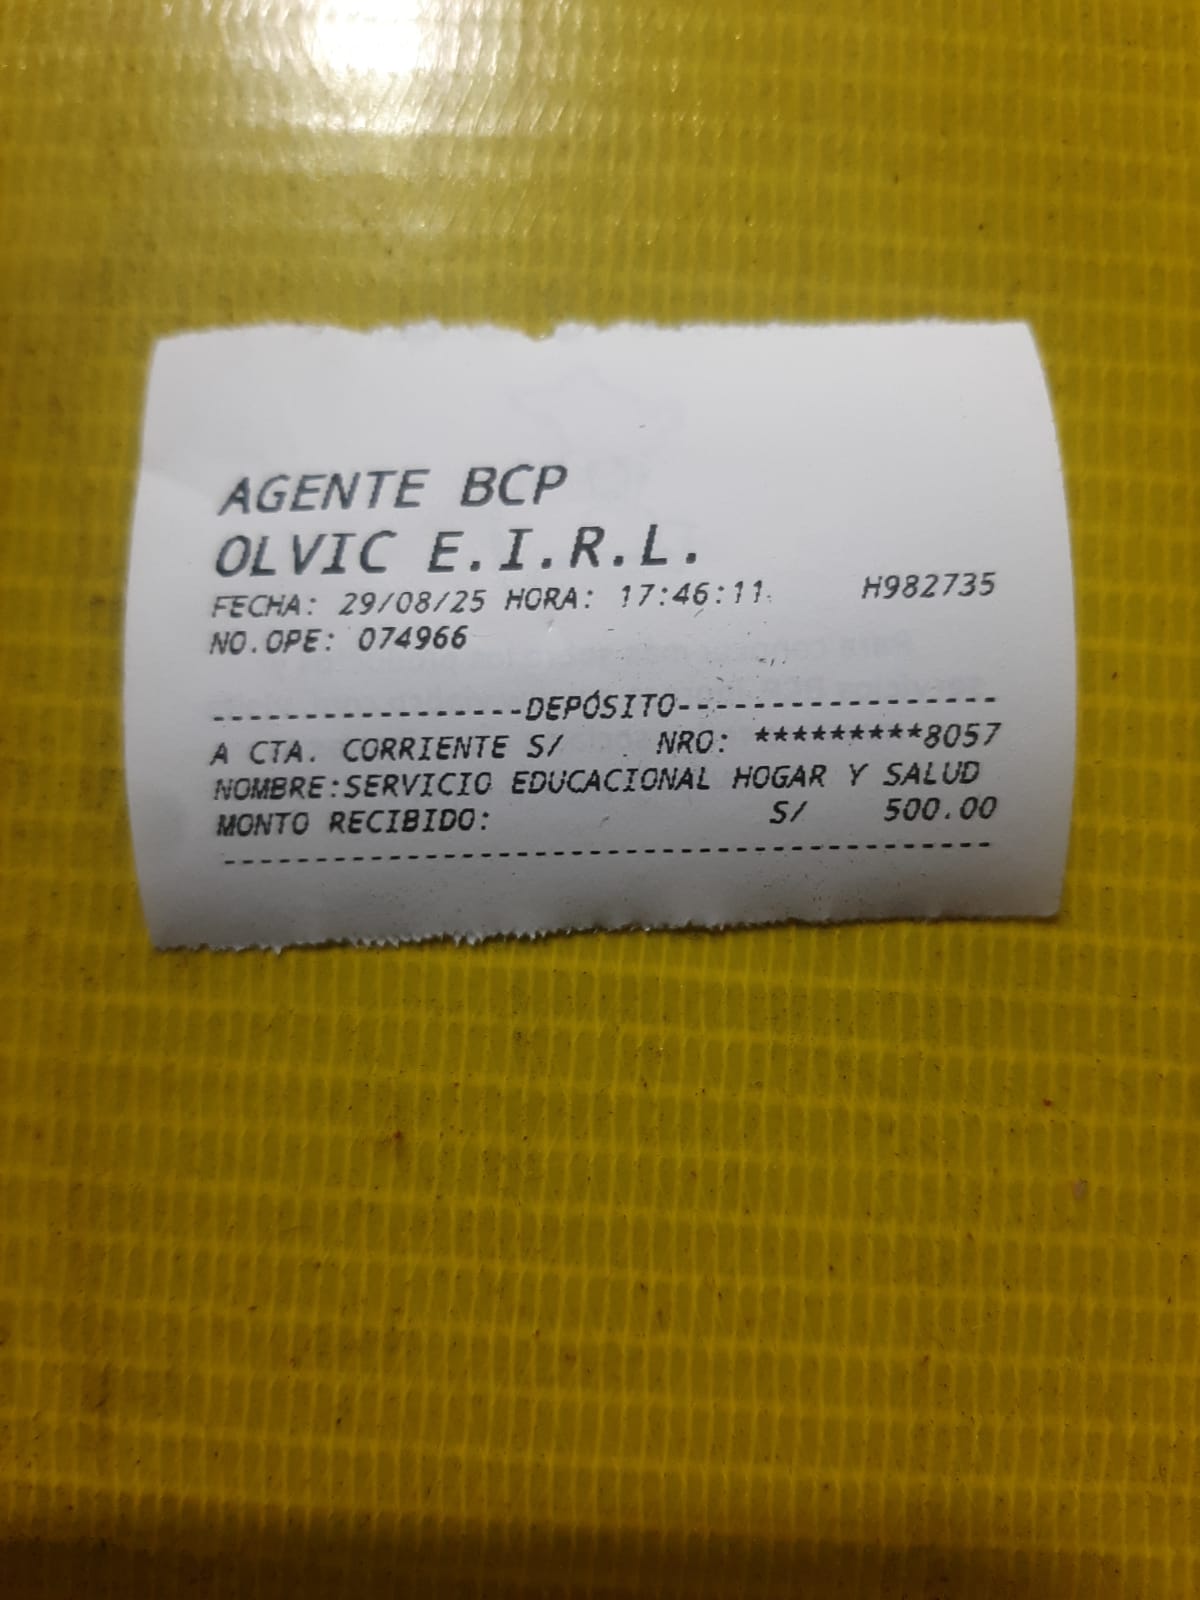 AGENTE BCP
OLVIC E.I.R.L.
FECHA: 29/08/25 HORA: 17:46:11 H982735
NO.OPE: 074966
-----------------DEPÓSITO-----------------
A CTA. CORRIENTE S/ NRO: *********8057
NOMBRE:SERVICIO EDUCACIONAL HOGAR Y SALUD
MONTO RECIBIDO: S/ 500.00
------------------------------------------